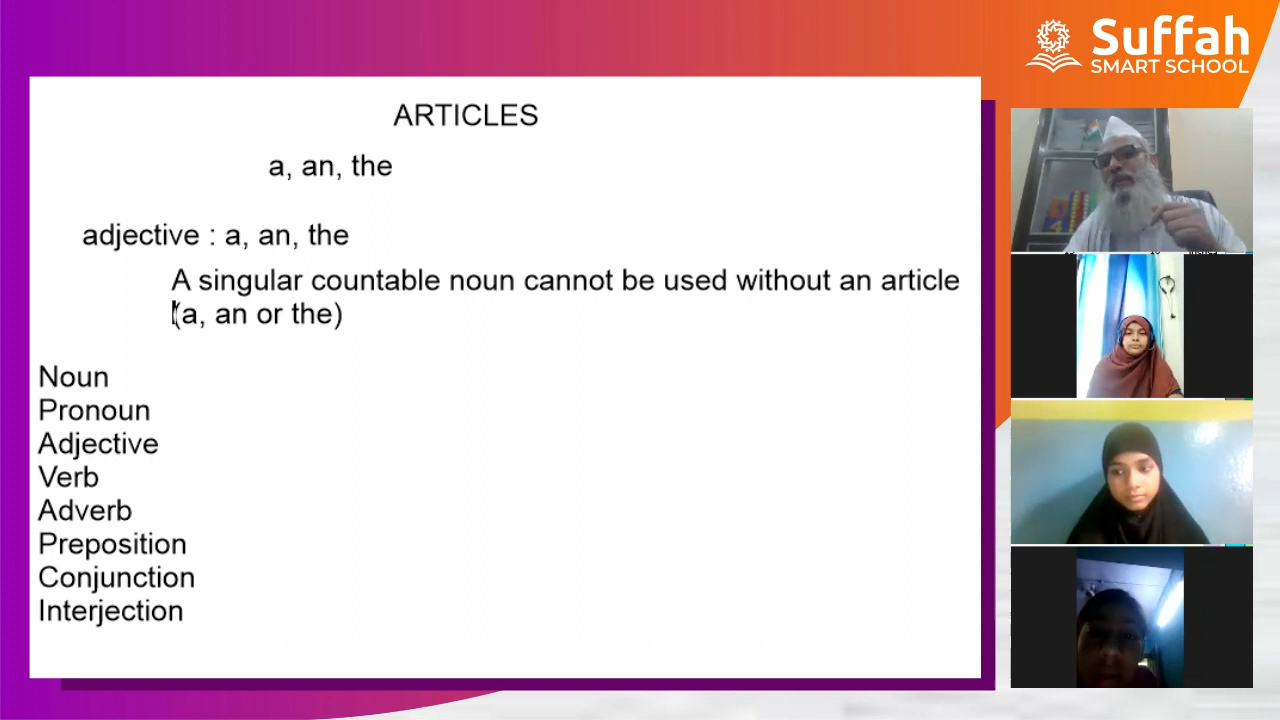 Suffah
SMART SCHOOL
ARTICLES
a, an, the
adjective : a, an, the
A singular countable noun cannot be used without an article
(a, an or the)
Noun
Pronoun
Adjective
Verb
Adverb
Preposition
Conjunction
Interjection